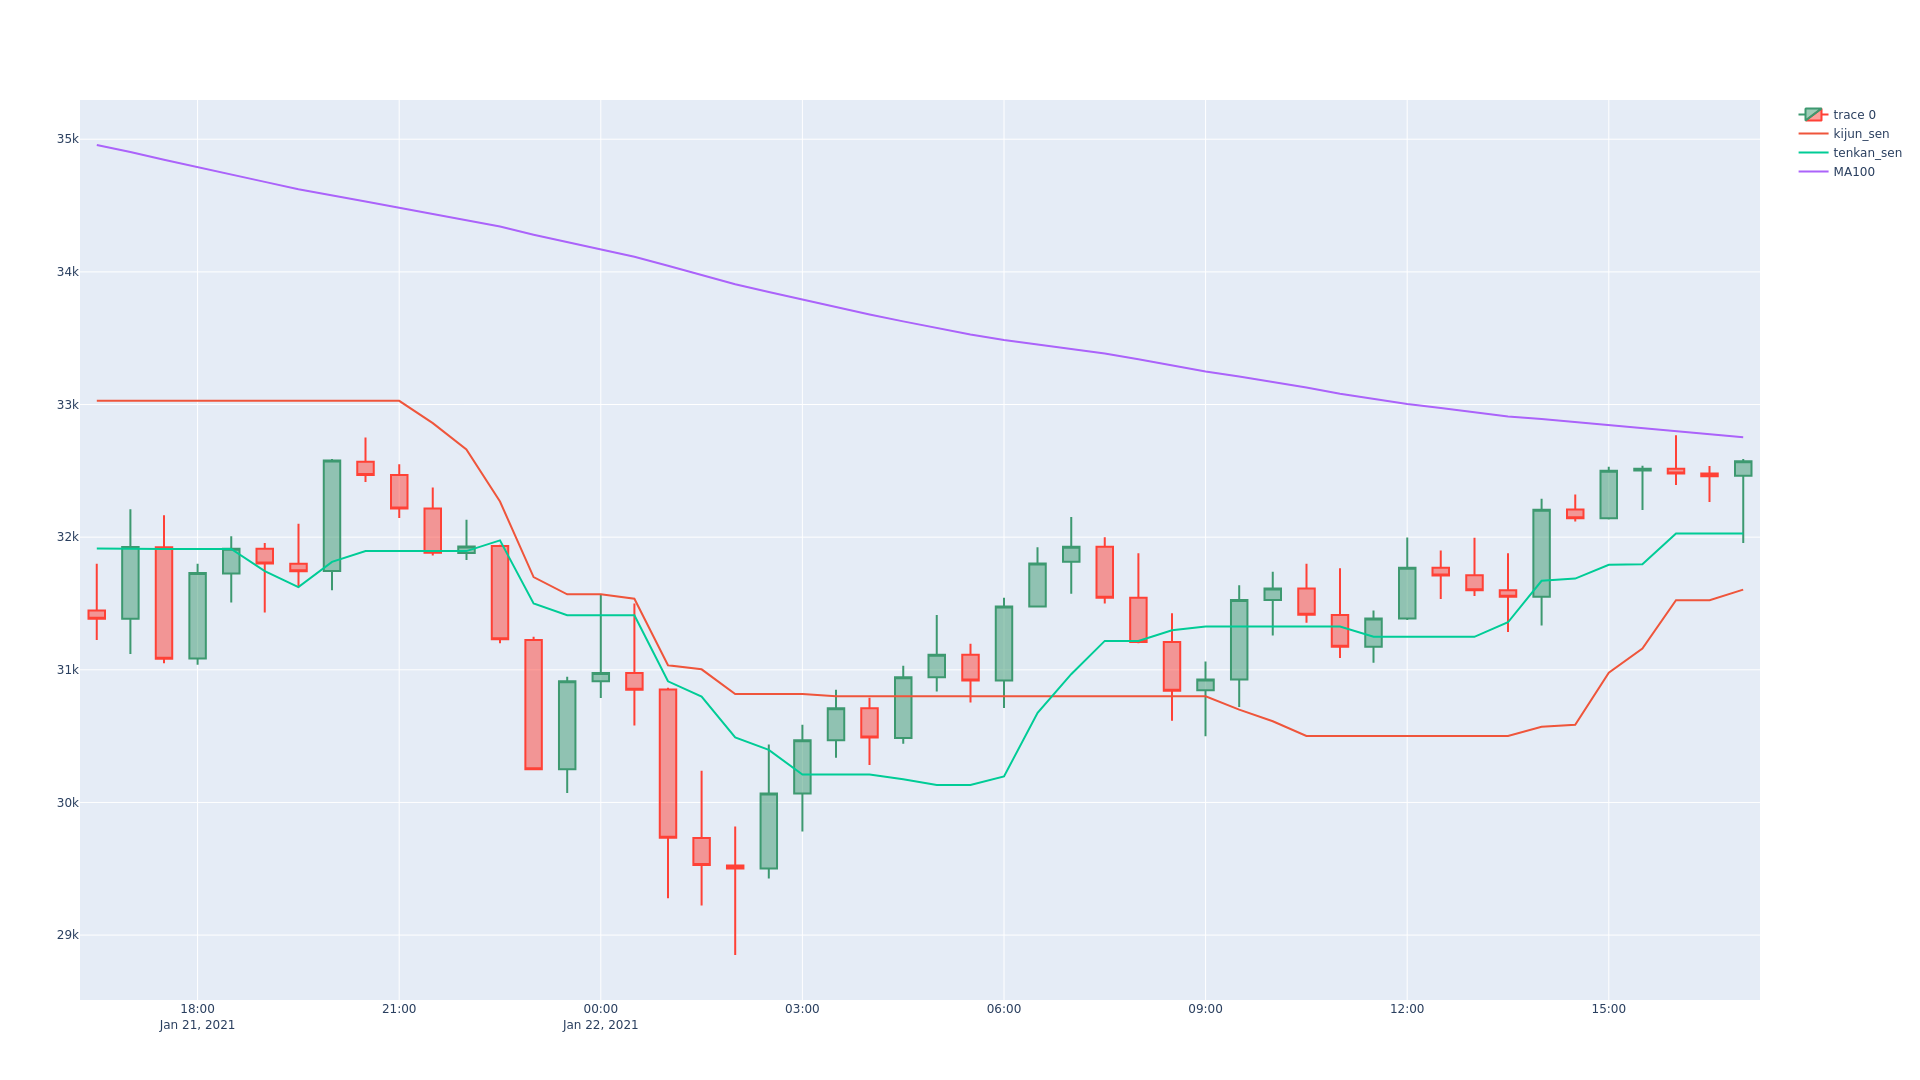 35k
34k
33k
32k
31k
30k
29k
18:00
Jan 21, 2021
21:00
00:00
Jan 22, 2021
03:00
06:00
09:00
12:00
15:00
trace 0
kijun_sen
tenkan_sen
MA100